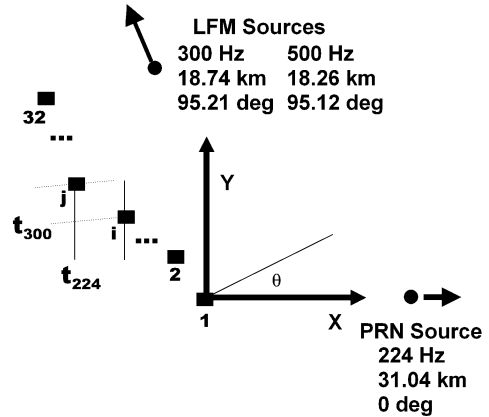 LFM Sources
300 Hz 500 Hz
18.74 km 18.26 km
95.21 deg 95.12 deg
32
...
Y
j
t300
i
...
t224
2
θ
1
X
PRN Source
224 Hz
31.04 km
0 deg